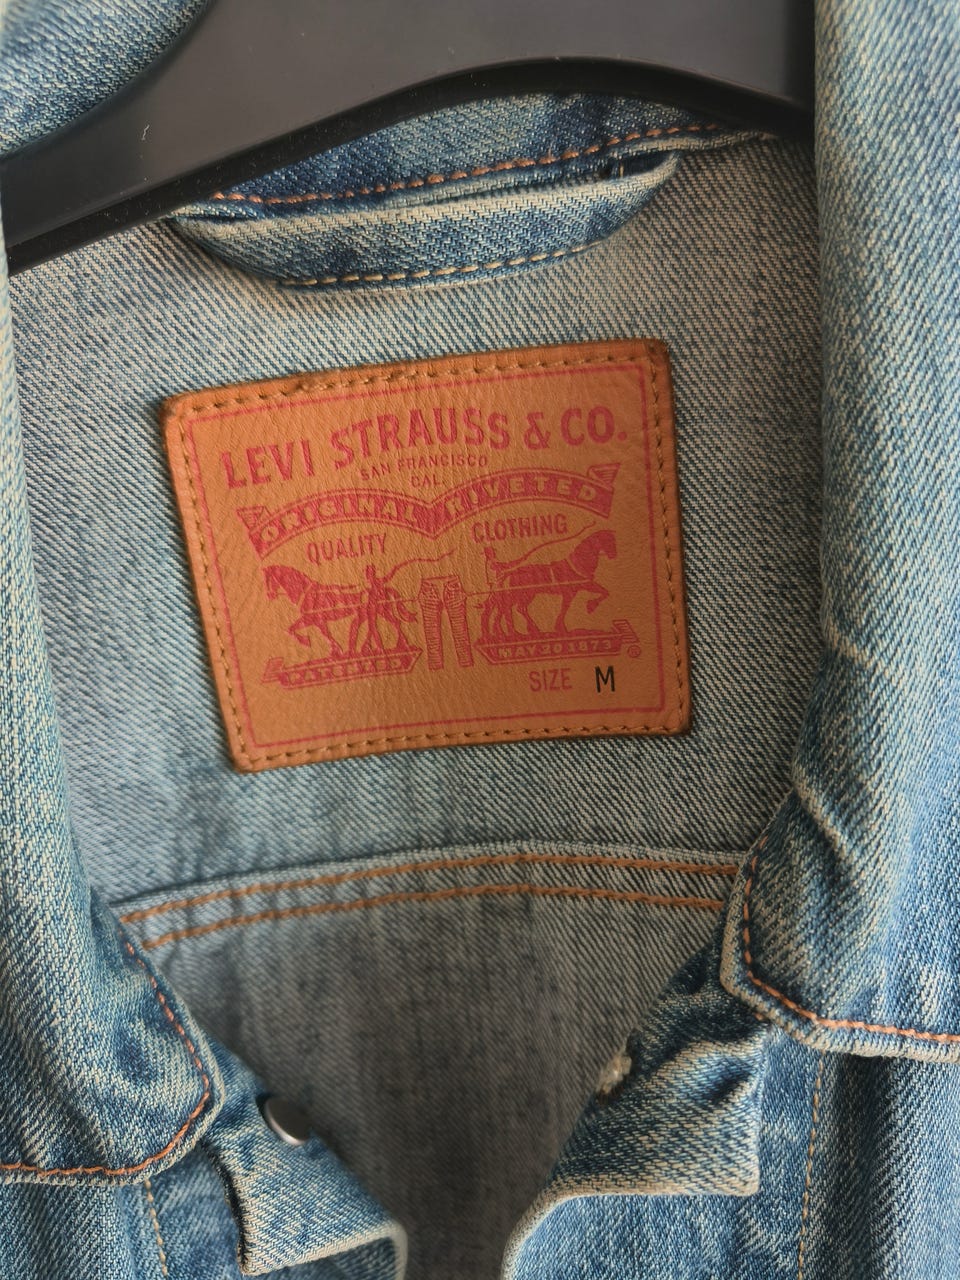 LEVI STRAUSS & CO.
SAN FRANCISCO
CAL.
ORIGINAL RIVETED
QUALITY CLOTHING
PATENTED MAY 20 1873 ®
SIZE M